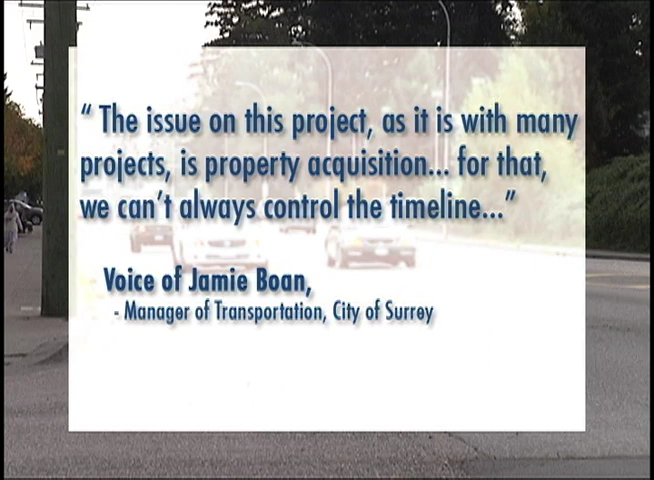 “ The issue on this project, as it is with many
projects, is property acquisition... for that,
we can't always control the timeline...”
Voice of Jamie Boan,
- Manager of Transportation, City of Surrey